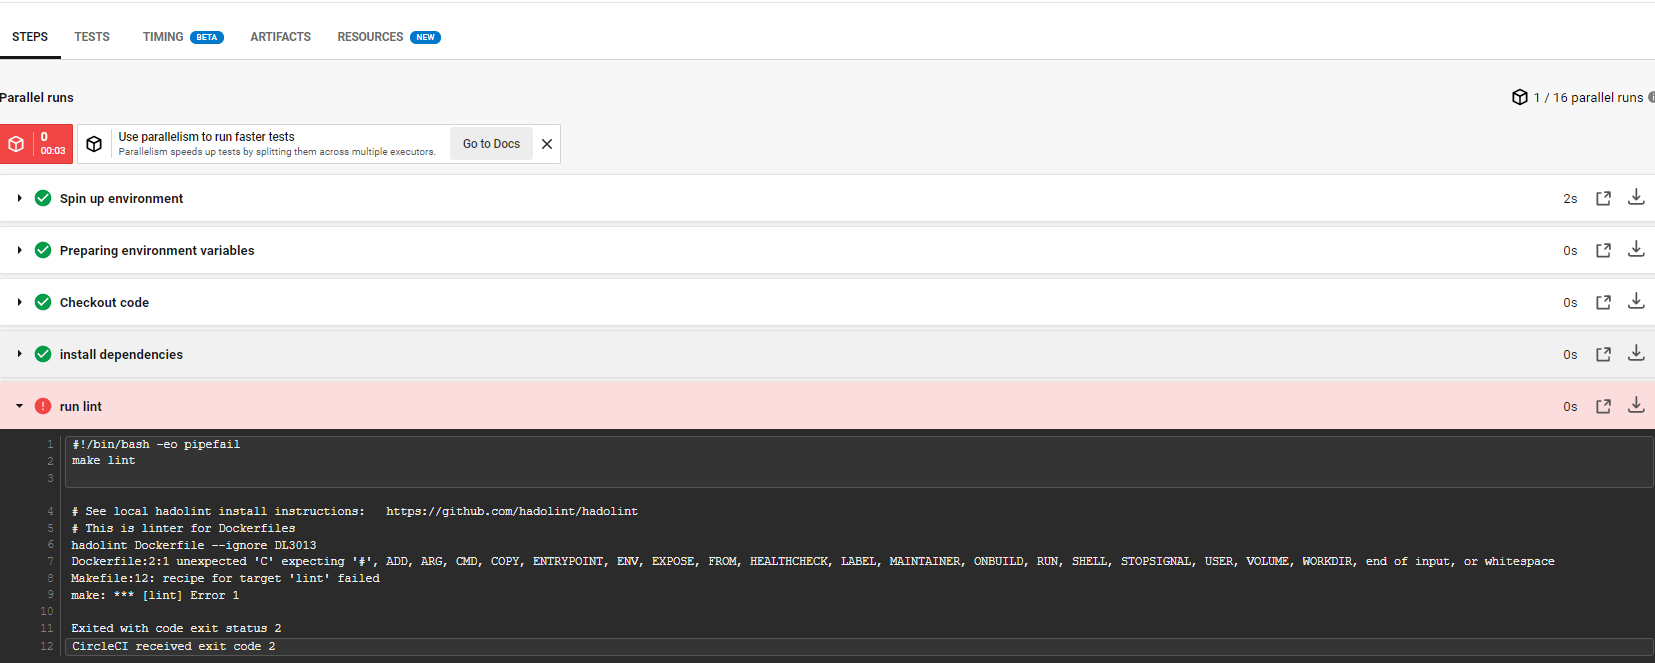 STEPS TESTS TIMING BETA ARTIFACTS RESOURCES NEW
Parallel runs
1 / 16 parallel runs
0
00:03
Use parallelism to run faster tests
Parallelism speeds up tests by splitting them across multiple executors.
Go to Docs
Spin up environment 2s
Preparing environment variables 0s
Checkout code 0s
install dependencies 0s
run lint 0s
1 #!/bin/bash -eo pipefail
2 make lint
3
4 # See local hadolint install instructions:   https://github.com/hadolint/hadolint
5 # This is linter for Dockerfiles
6 hadolint Dockerfile --ignore DL3013
7 Dockerfile:2:1 unexpected 'C' expecting '#', ADD, ARG, CMD, COPY, ENTRYPOINT, ENV, EXPOSE, FROM, HEALTHCHECK, LABEL, MAINTAINER, ONBUILD, RUN, SHELL, STOPSIGNAL, USER, VOLUME, WORKDIR, end of input, or whitespace
8 Makefile:12: recipe for target 'lint' failed
9 make: *** [lint] Error 1
10
11 Exited with code exit status 2
12 CircleCI received exit code 2